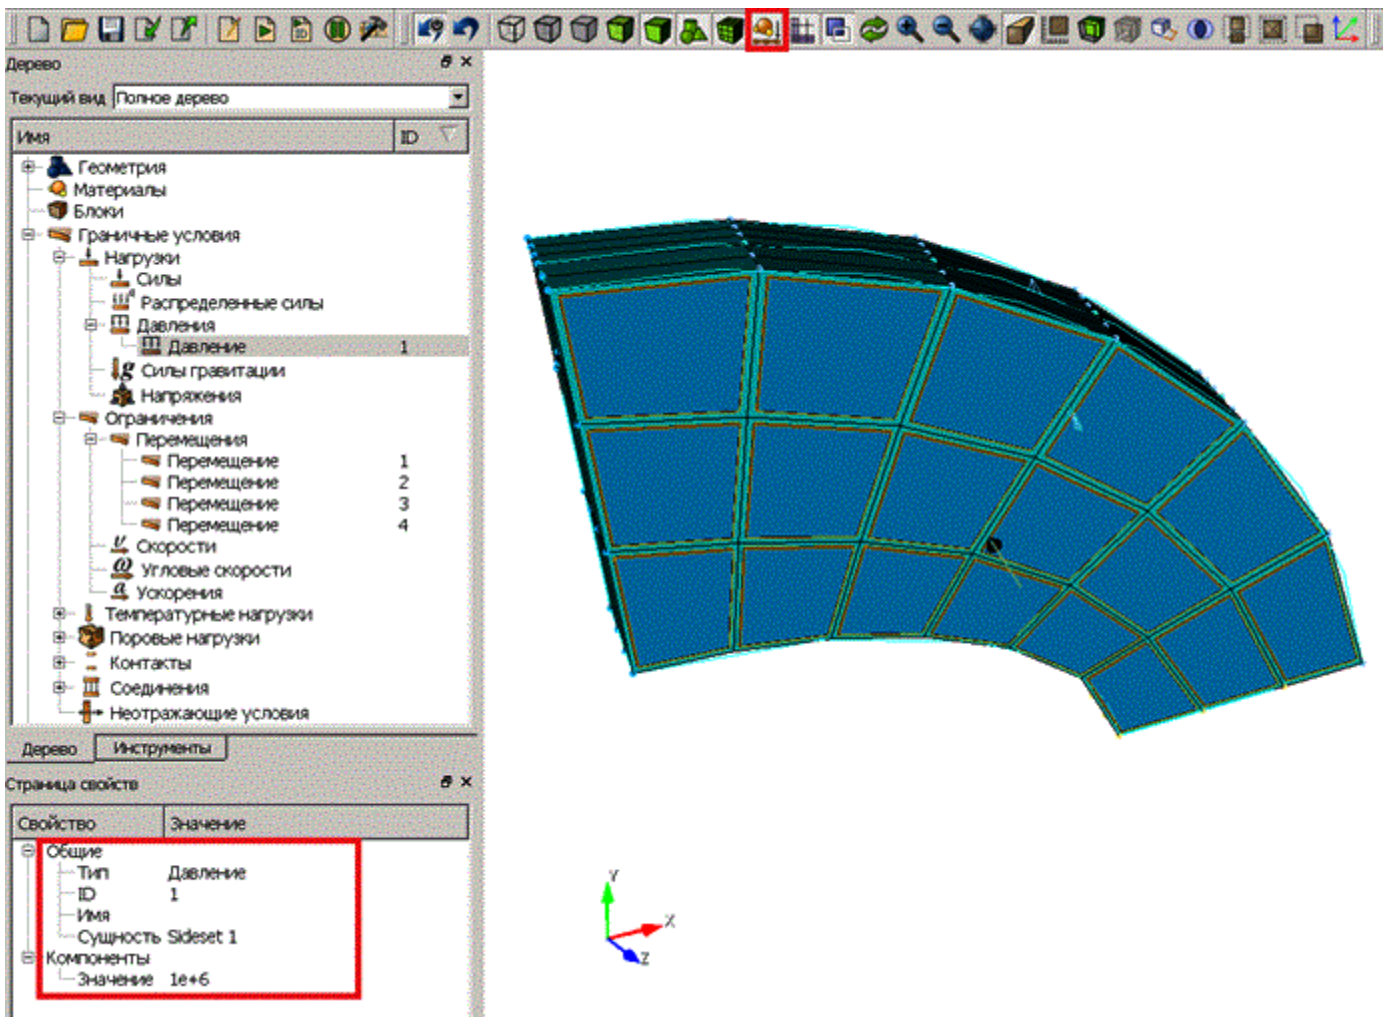 Дерево
Текущий вид Полное дерево
Имя ID
Геометрия
Материалы
Блоки
Граничные условия
Нагрузки
Силы
Распределенные силы
Давления
Давление 1
g Силы гравитации
Напряжения
Ограничения
Перемещения
Перемещение 1
Перемещение 2
Перемещение 3
Перемещение 4
v Скорости
ω Угловые скорости
a Ускорения
Температурные нагрузки
Поровые нагрузки
Контакты
Соединения
Неотражающие условия
Дерево Инструменты
Страница свойств
Свойство Значение
Общие
Тип Давление
ID 1
Имя
Сущность Sideset 1
Компоненты
Значение 1e+6
Y
X
Z